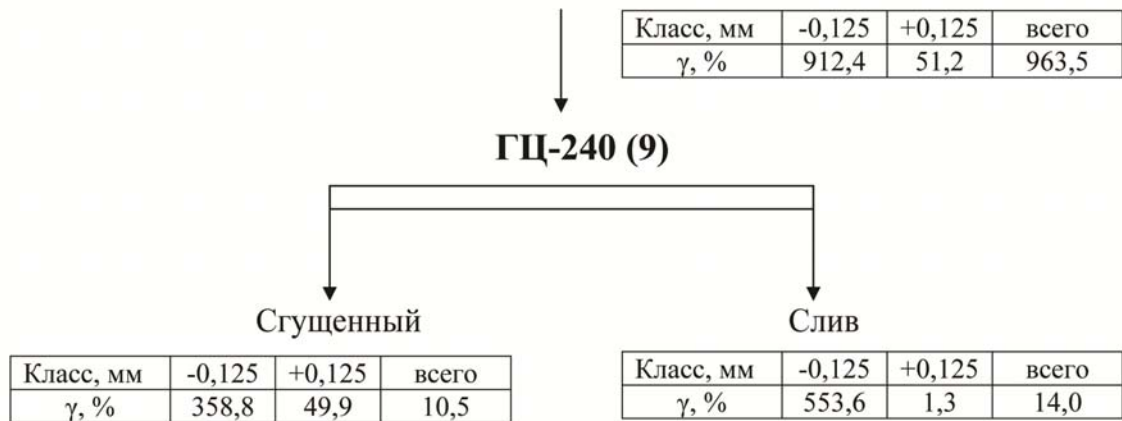 Класс, мм -0,125 +0,125 всего
γ, % 912,4 51,2 963,5
ГЦ-240 (9)
Сгущенный Слив
Класс, мм -0,125 +0,125 всего
γ, % 358,8 49,9 10,5
Класс, мм -0,125 +0,125 всего
γ, % 553,6 1,3 14,0